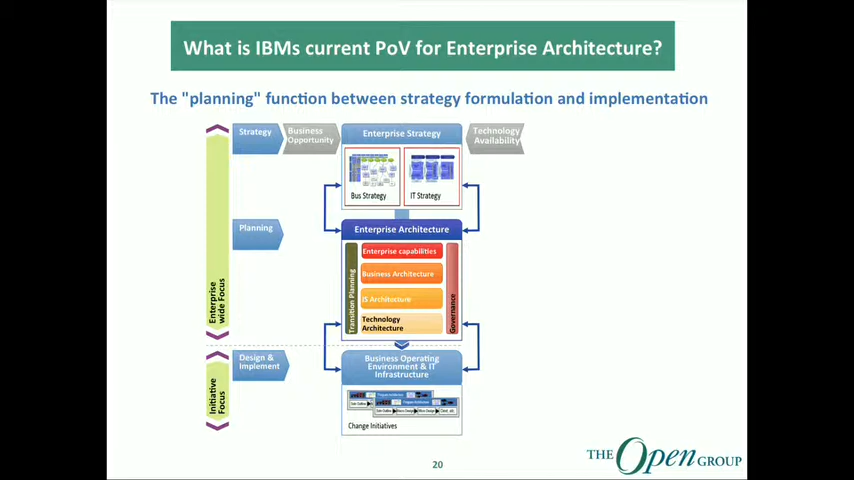 What is IBMs current PoV for Enterprise Architecture?
The "planning" function between strategy formulation and implementation
Strategy
Business
Opportunity
Enterprise Strategy
Technology
Availability
Bus Strategy
IT Strategy
Planning
Enterprise Architecture
Transition Planning
Enterprise capabilities
Business Architecture
IS Architecture
Technology
Architecture
Governance
Enterprise
wide Focus
Design &
Implement
Business Operating
Environment & IT
Infrastructure
Initiative
Focus
Change Initiatives
20
THE Open GROUP